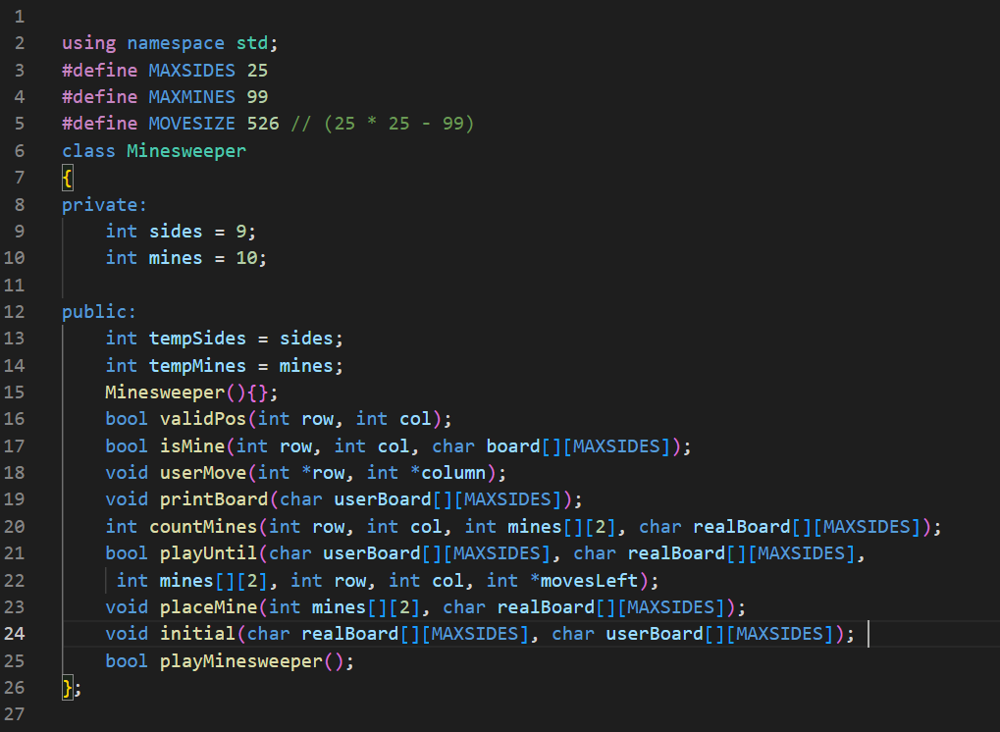 1
2 using namespace std;
3 #define MAXSIDES 25
4 #define MAXMINES 99
5 #define MOVESIZE 526 // (25 * 25 - 99)
6 class Minesweeper
7 {
8 private:
9     int sides = 9;
10     int mines = 10;
11
12 public:
13     int tempSides = sides;
14     int tempMines = mines;
15     Minesweeper(){};
16     bool validPos(int row, int col);
17     bool isMine(int row, int col, char board[][MAXSIDES]);
18     void userMove(int *row, int *column);
19     void printBoard(char userBoard[][MAXSIDES]);
20     int countMines(int row, int col, int mines[][2], char realBoard[][MAXSIDES]);
21     bool playUntil(char userBoard[][MAXSIDES], char realBoard[][MAXSIDES],
22      int mines[][2], int row, int col, int *movesLeft);
23     void placeMine(int mines[][2], char realBoard[][MAXSIDES]);
24     void initial(char realBoard[][MAXSIDES], char userBoard[][MAXSIDES]);
25     bool playMinesweeper();
26 };
27